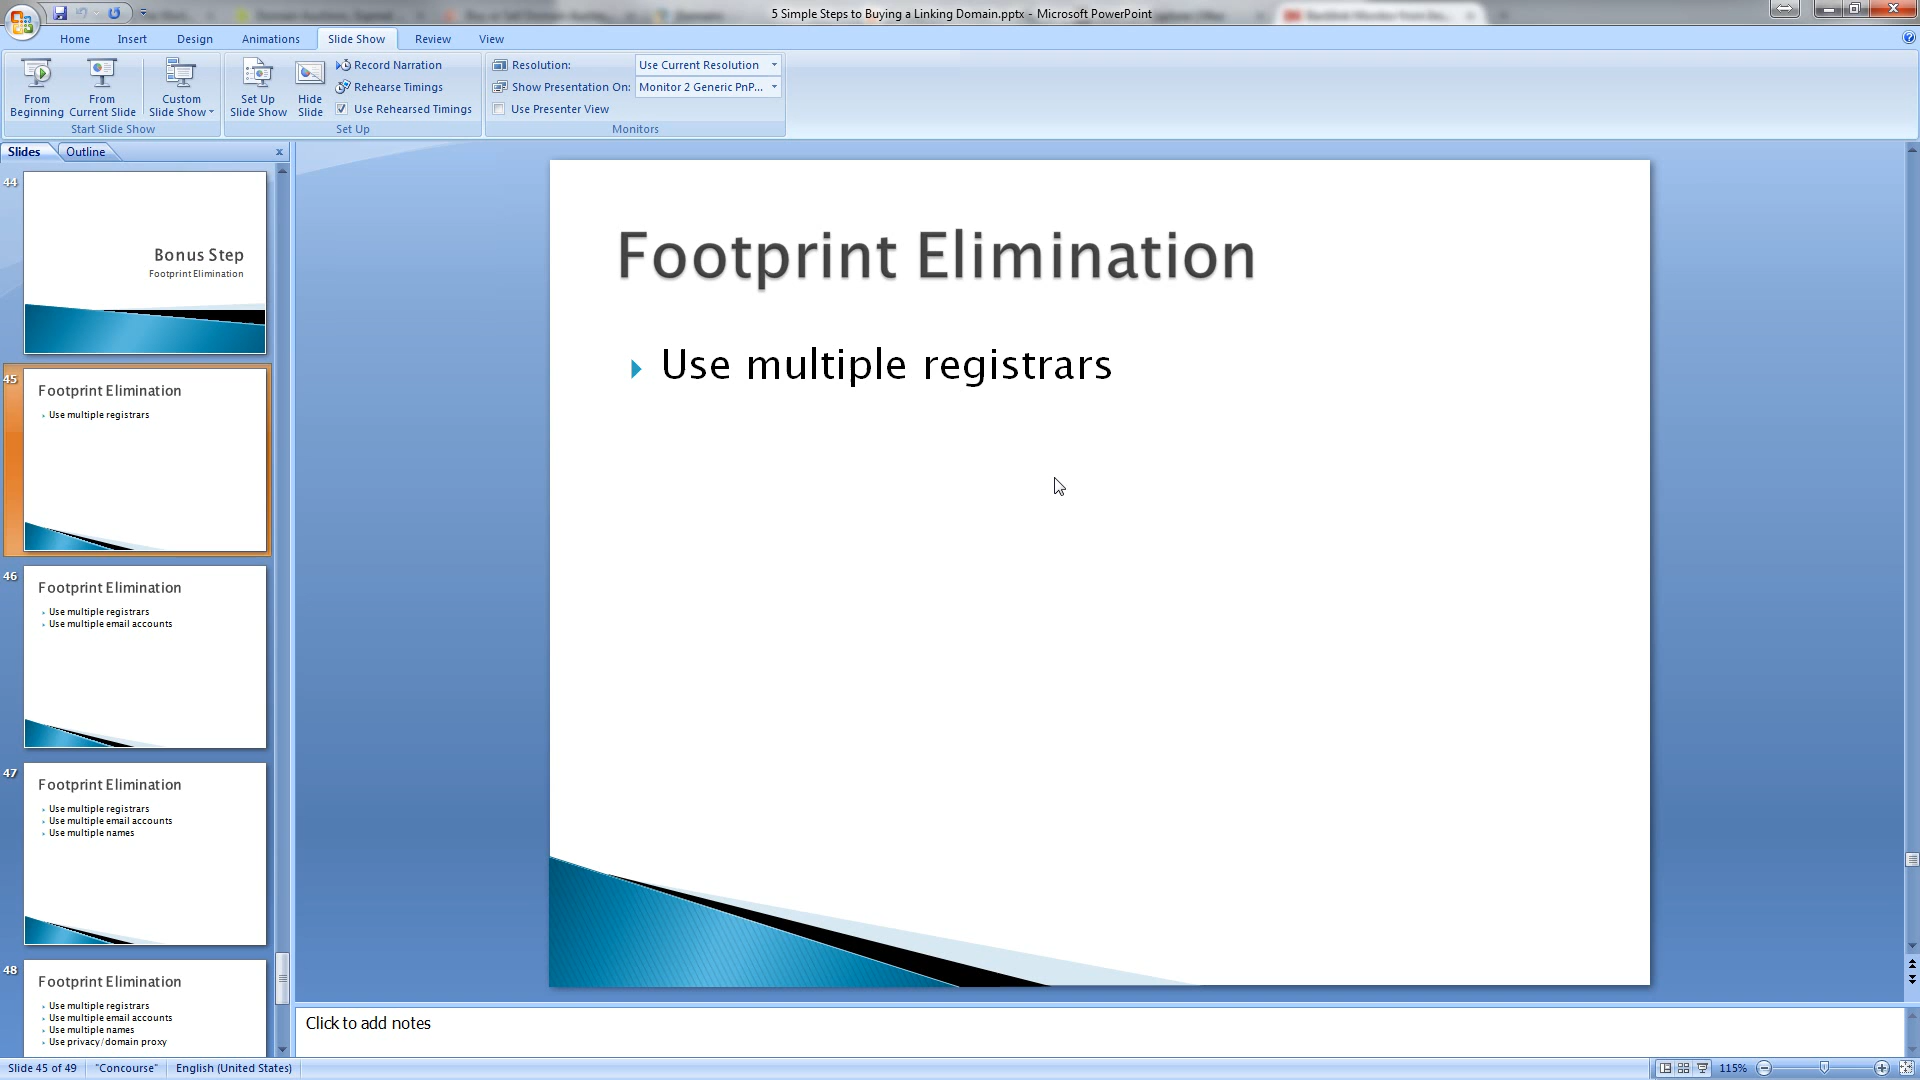 5 Simple Steps to Buying a Linking Domain.pptx - Microsoft PowerPoint
Home Insert Design Animations Slide Show Review View
From Beginning
From Current Slide
Custom Slide Show
Start Slide Show
Set Up Slide Show
Hide Slide
Record Narration
Rehearse Timings
Use Rehearsed Timings
Set Up
Resolution: Use Current Resolution
Show Presentation On: Monitor 2 Generic PnP...
Use Presenter View
Monitors
Slides Outline x
44
Bonus Step
Footprint Elimination
45
Footprint Elimination
Use multiple registrars
46
Footprint Elimination
Use multiple registrars
Use multiple email accounts
47
Footprint Elimination
Use multiple registrars
Use multiple email accounts
Use multiple names
48
Footprint Elimination
Use multiple registrars
Use multiple email accounts
Use multiple names
Use privacy/domain proxy
Footprint Elimination
Use multiple registrars
Click to add notes
Slide 45 of 49 "Concourse" English (United States) 115%